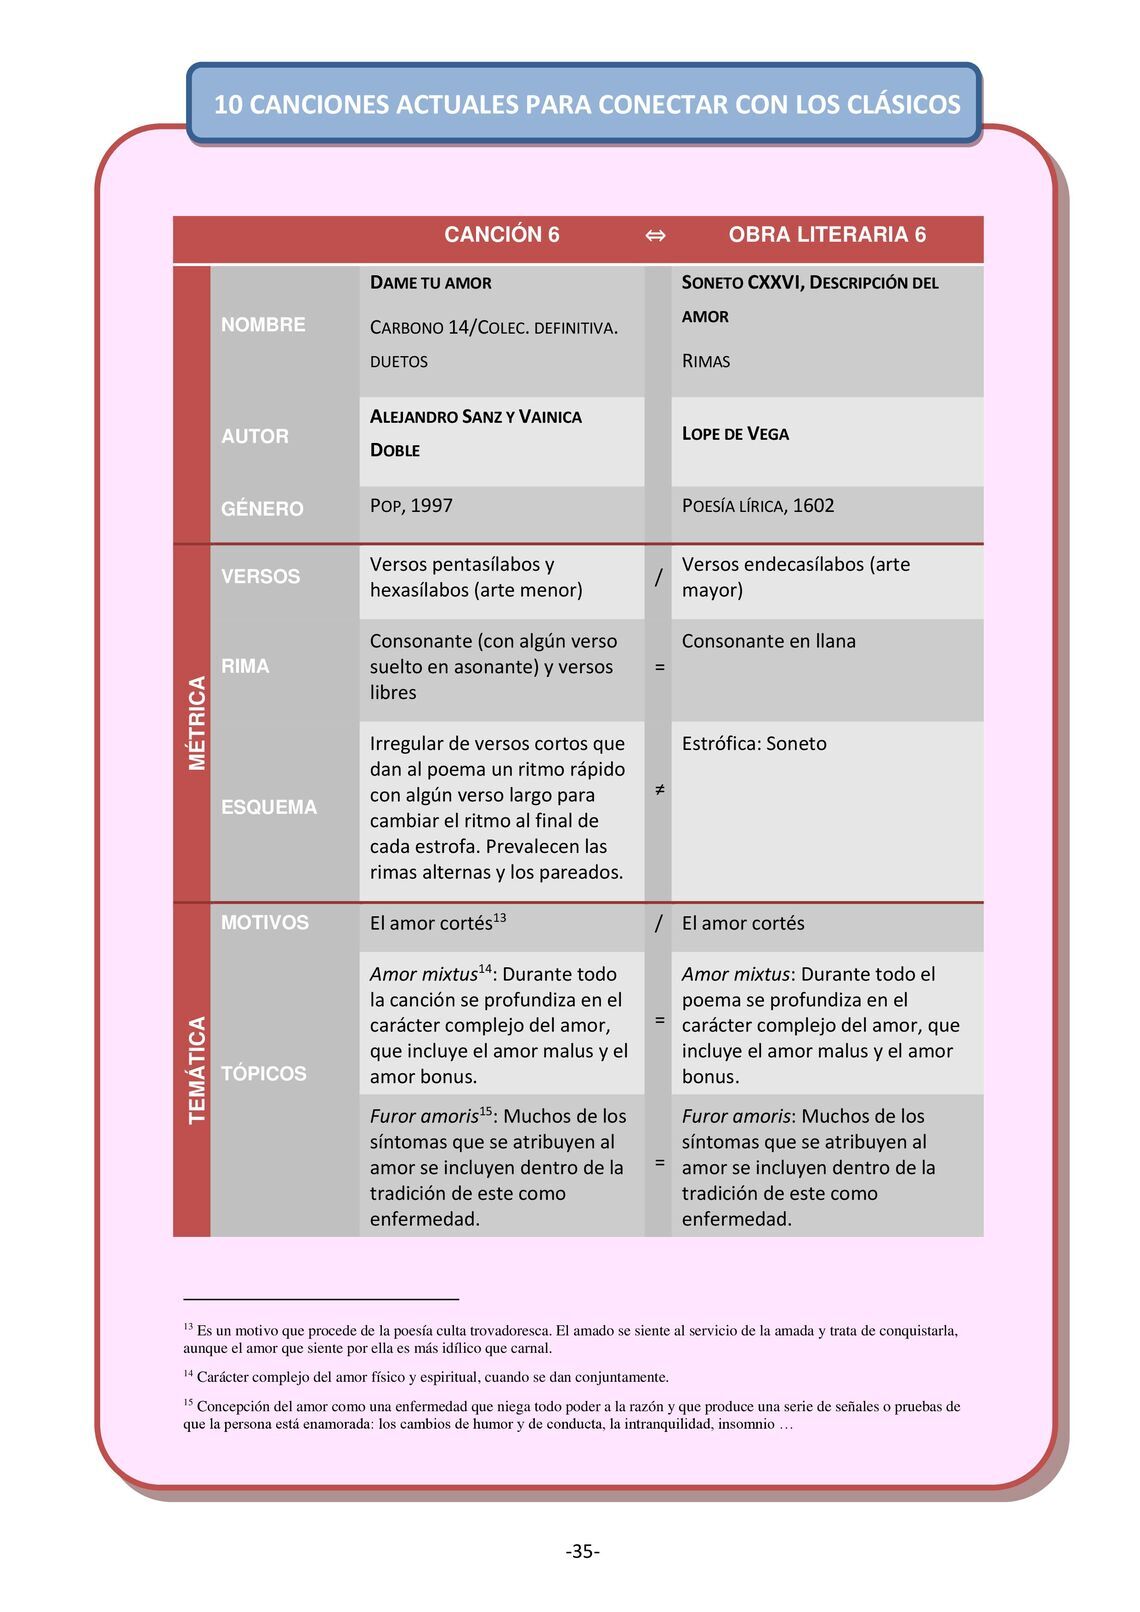 10 CANCIONES ACTUALES PARA CONECTAR CON LOS CLÁSICOS
CANCIÓN 6 ⇔ OBRA LITERARIA 6
NOMBRE
DAME TU AMOR
CARBONO 14/COLEC. DEFINITIVA.
DUETOS
SONETO CXXVI, DESCRIPCIÓN DEL
AMOR
RIMAS
AUTOR
ALEJANDRO SANZ Y VAINICA
DOBLE
LOPE DE VEGA
GÉNERO
POP, 1997
POESÍA LÍRICA, 1602
MÉTRICA
VERSOS
Versos pentasílabos y
hexasílabos (arte menor)
/
Versos endecasílabos (arte
mayor)
RIMA
Consonante (con algún verso
suelto en asonante) y versos
libres
=
Consonante en llana
ESQUEMA
Irregular de versos cortos que
dan al poema un ritmo rápido
con algún verso largo para
cambiar el ritmo al final de
cada estrofa. Prevalecen las
rimas alternas y los pareados.
≠
Estrófica: Soneto
TEMÁTICA
MOTIVOS
El amor cortés13
/
El amor cortés
TÓPICOS
Amor mixtus14: Durante todo
la canción se profundiza en el
carácter complejo del amor,
que incluye el amor malus y el
amor bonus.
=
Amor mixtus: Durante todo el
poema se profundiza en el
carácter complejo del amor, que
incluye el amor malus y el amor
bonus.
Furor amoris15: Muchos de los
síntomas que se atribuyen al
amor se incluyen dentro de la
tradición de este como
enfermedad.
=
Furor amoris: Muchos de los
síntomas que se atribuyen al
amor se incluyen dentro de la
tradición de este como
enfermedad.
13 Es un motivo que procede de la poesía culta trovadoresca. El amado se siente al servicio de la amada y trata de conquistarla,
aunque el amor que siente por ella es más idílico que carnal.
14 Carácter complejo del amor físico y espiritual, cuando se dan conjuntamente.
15 Concepción del amor como una enfermedad que niega todo poder a la razón y que produce una serie de señales o pruebas de
que la persona está enamorada: los cambios de humor y de conducta, la intranquilidad, insomnio …
-35-